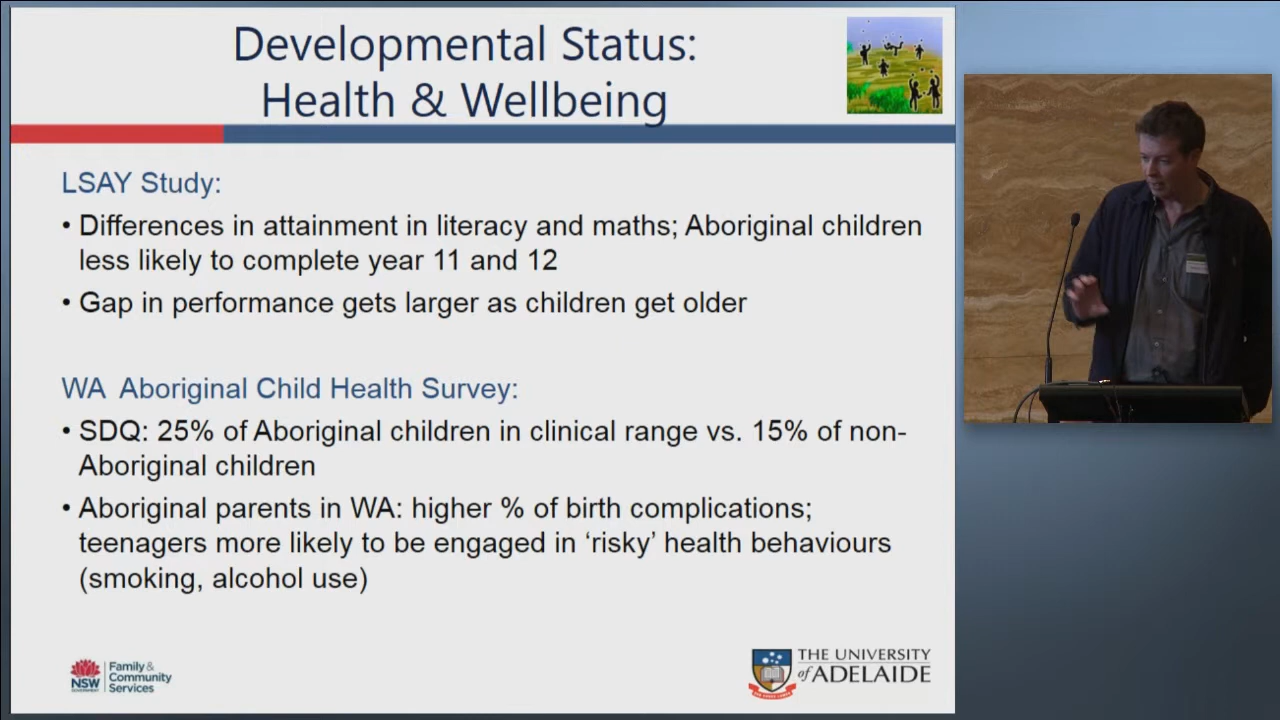 Developmental Status:
Health & Wellbeing
LSAY Study:
• Differences in attainment in literacy and maths; Aboriginal children
less likely to complete year 11 and 12
• Gap in performance gets larger as children get older
WA Aboriginal Child Health Survey:
• SDQ: 25% of Aboriginal children in clinical range vs. 15% of non-
Aboriginal children
• Aboriginal parents in WA: higher % of birth complications;
teenagers more likely to be engaged in ‘risky’ health behaviours
(smoking, alcohol use)
NSW
GOVERNMENT
Family &
Community
Services
THE UNIVERSITY
of ADELAIDE